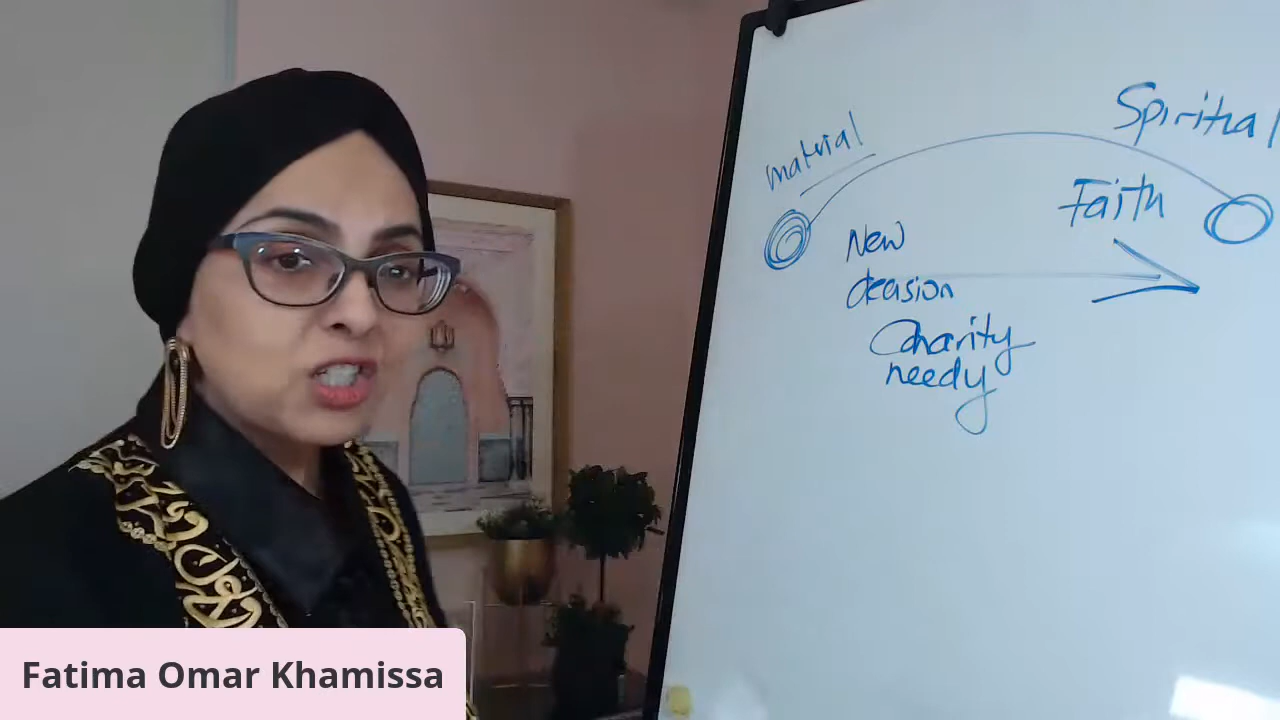 material
Spiritual
Faith
New
decision
Charity
needy
Fatima Omar Khamissa